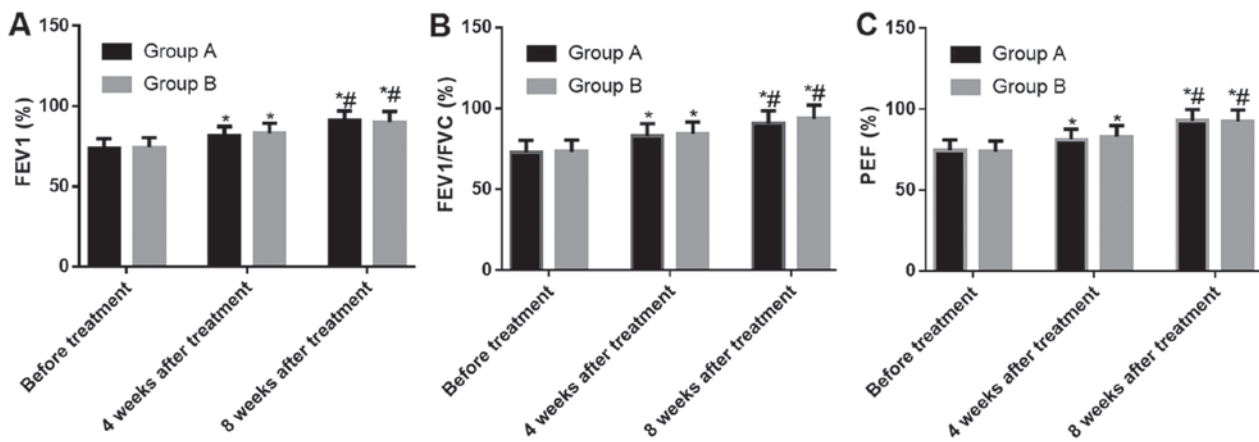 A
FEV1 (%)
150
100
50
0
Group A
Group B
*
*
*#
*#
Before treatment
4 weeks after treatment
8 weeks after treatment
B
FEV1/FVC (%)
150
100
50
0
Group A
Group B
*
*
*#
*#
Before treatment
4 weeks after treatment
8 weeks after treatment
C
PEF (%)
150
100
50
0
Group A
Group B
*
*
*#
*#
Before treatment
4 weeks after treatment
8 weeks after treatment